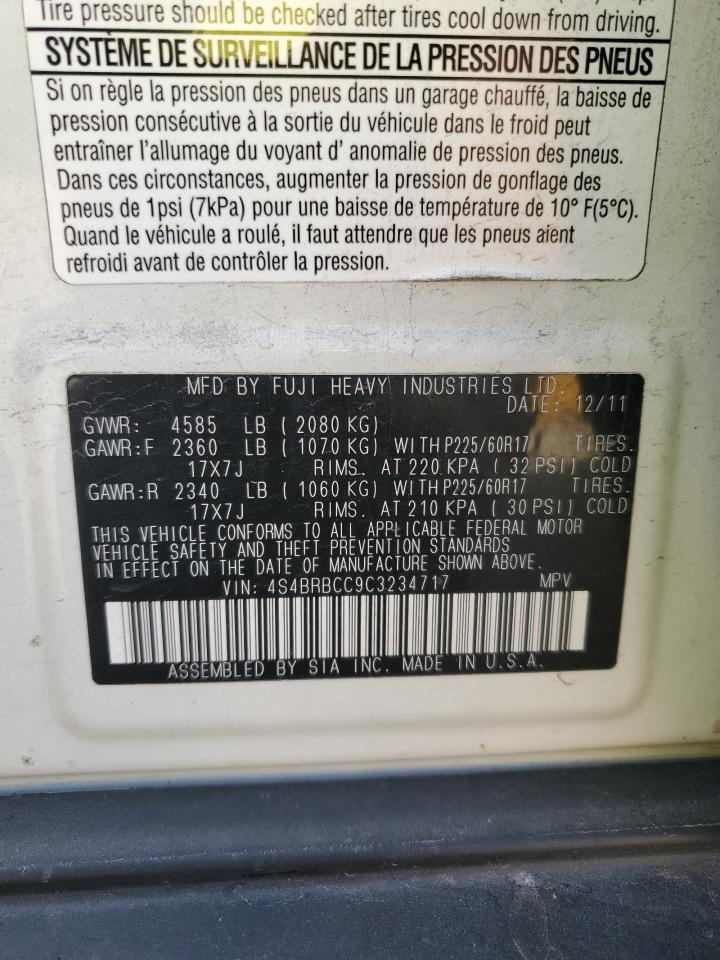 Tire pressure should be checked after tires cool down from driving.
SYSTÈME DE SURVEILLANCE DE LA PRESSION DES PNEUS
Si on règle la pression des pneus dans un garage chauffé, la baisse de
pression consécutive à la sortie du véhicule dans le froid peut
entraîner l'allumage du voyant d' anomalie de pression des pneus.
Dans ces circonstances, augmenter la pression de gonflage des
pneus de 1psi (7kPa) pour une baisse de température de 10° F(5°C).
Quand le véhicule a roulé, il faut attendre que les pneus aient
refroidi avant de contrôler la pression.
MFD BY FUJI HEAVY INDUSTRIES LTD.
DATE: 12/11
GVWR: 4585 LB ( 2080 KG)
GAWR:F 2360 LB ( 1070 KG) WITH P225/60R17 TIRES.
17X7J RIMS. AT 220 KPA ( 32 PSI) COLD
GAWR:R 2340 LB ( 1060 KG) WITH P225/60R17 TIRES.
17X7J RIMS. AT 210 KPA ( 30 PSI) COLD
THIS VEHICLE CONFORMS TO ALL APPLICABLE FEDERAL MOTOR
VEHICLE SAFETY AND THEFT PREVENTION STANDARDS
IN EFFECT ON THE DATE OF MANUFACTURE SHOWN ABOVE.
VIN: 4S4BRBCC9C3234717 MPV
ASSEMBLED BY SIA INC. MADE IN U.S.A.